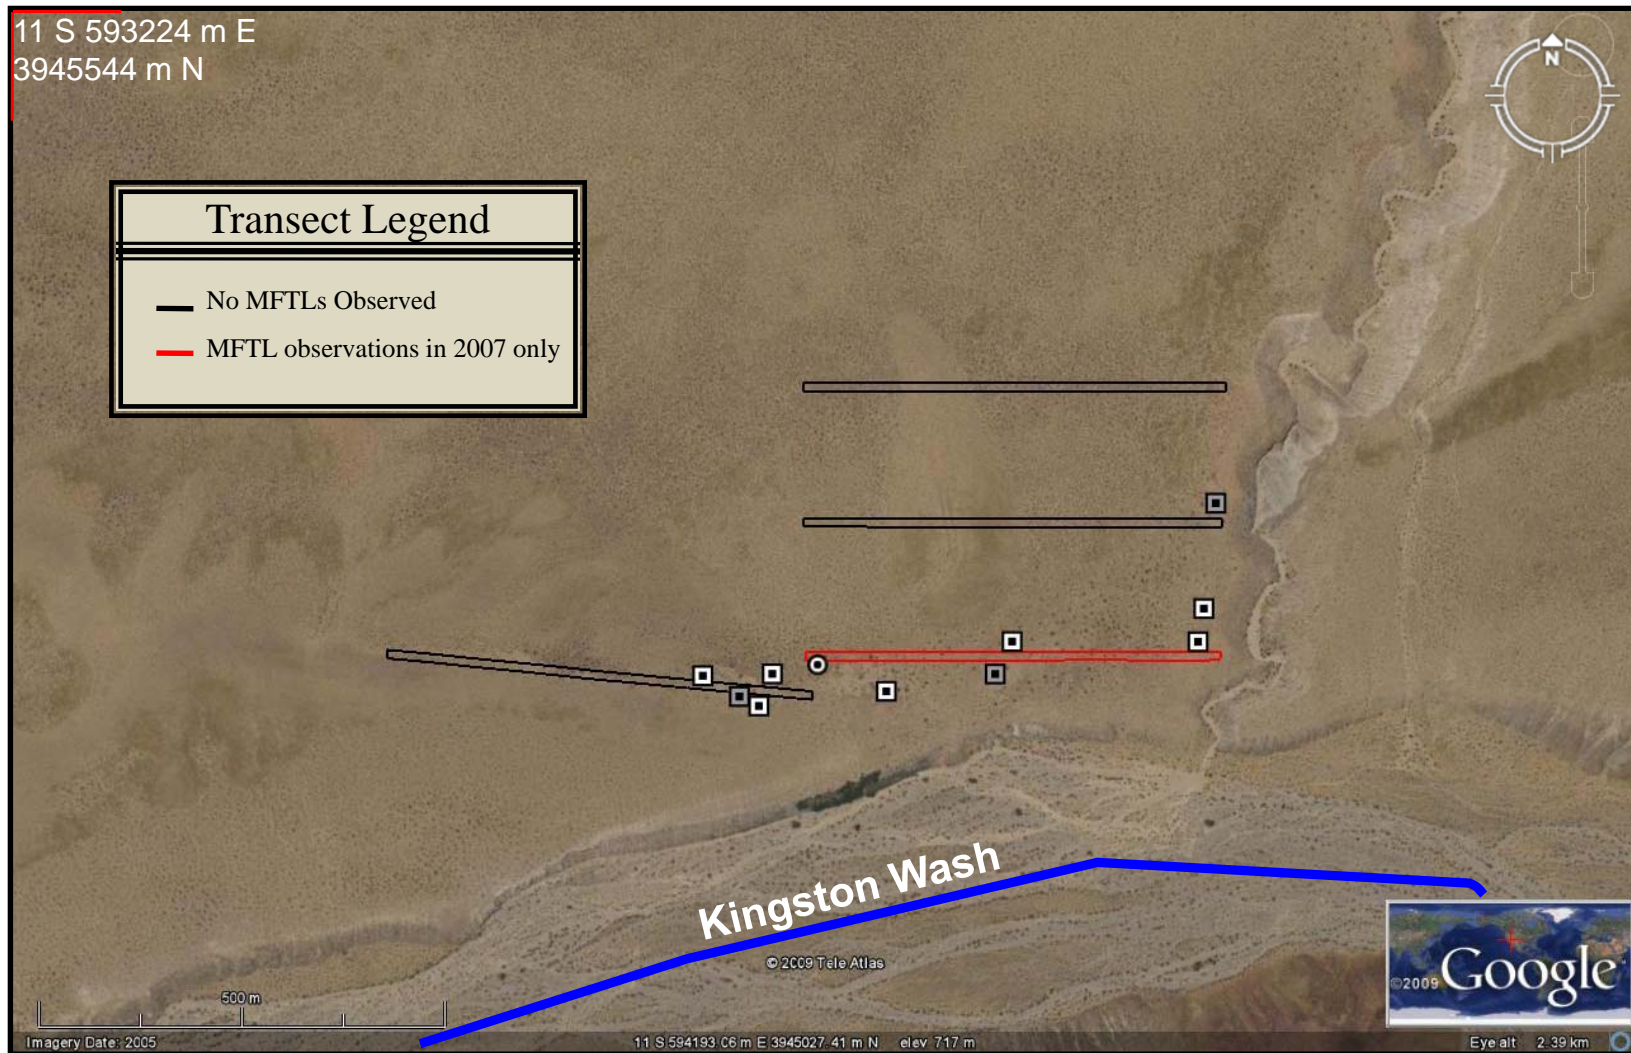 11 S 593224 m E
3945544 m N
N
Transect Legend
No MFTLs Observed
MFTL observations in 2007 only
Kingston Wash
© 2009 Tele Atlas
©2009 Google
500 m
Imagery Date: 2005
11 S 594193.06 m E 3945027.41 m N elev 717 m
Eye alt 2.39 km